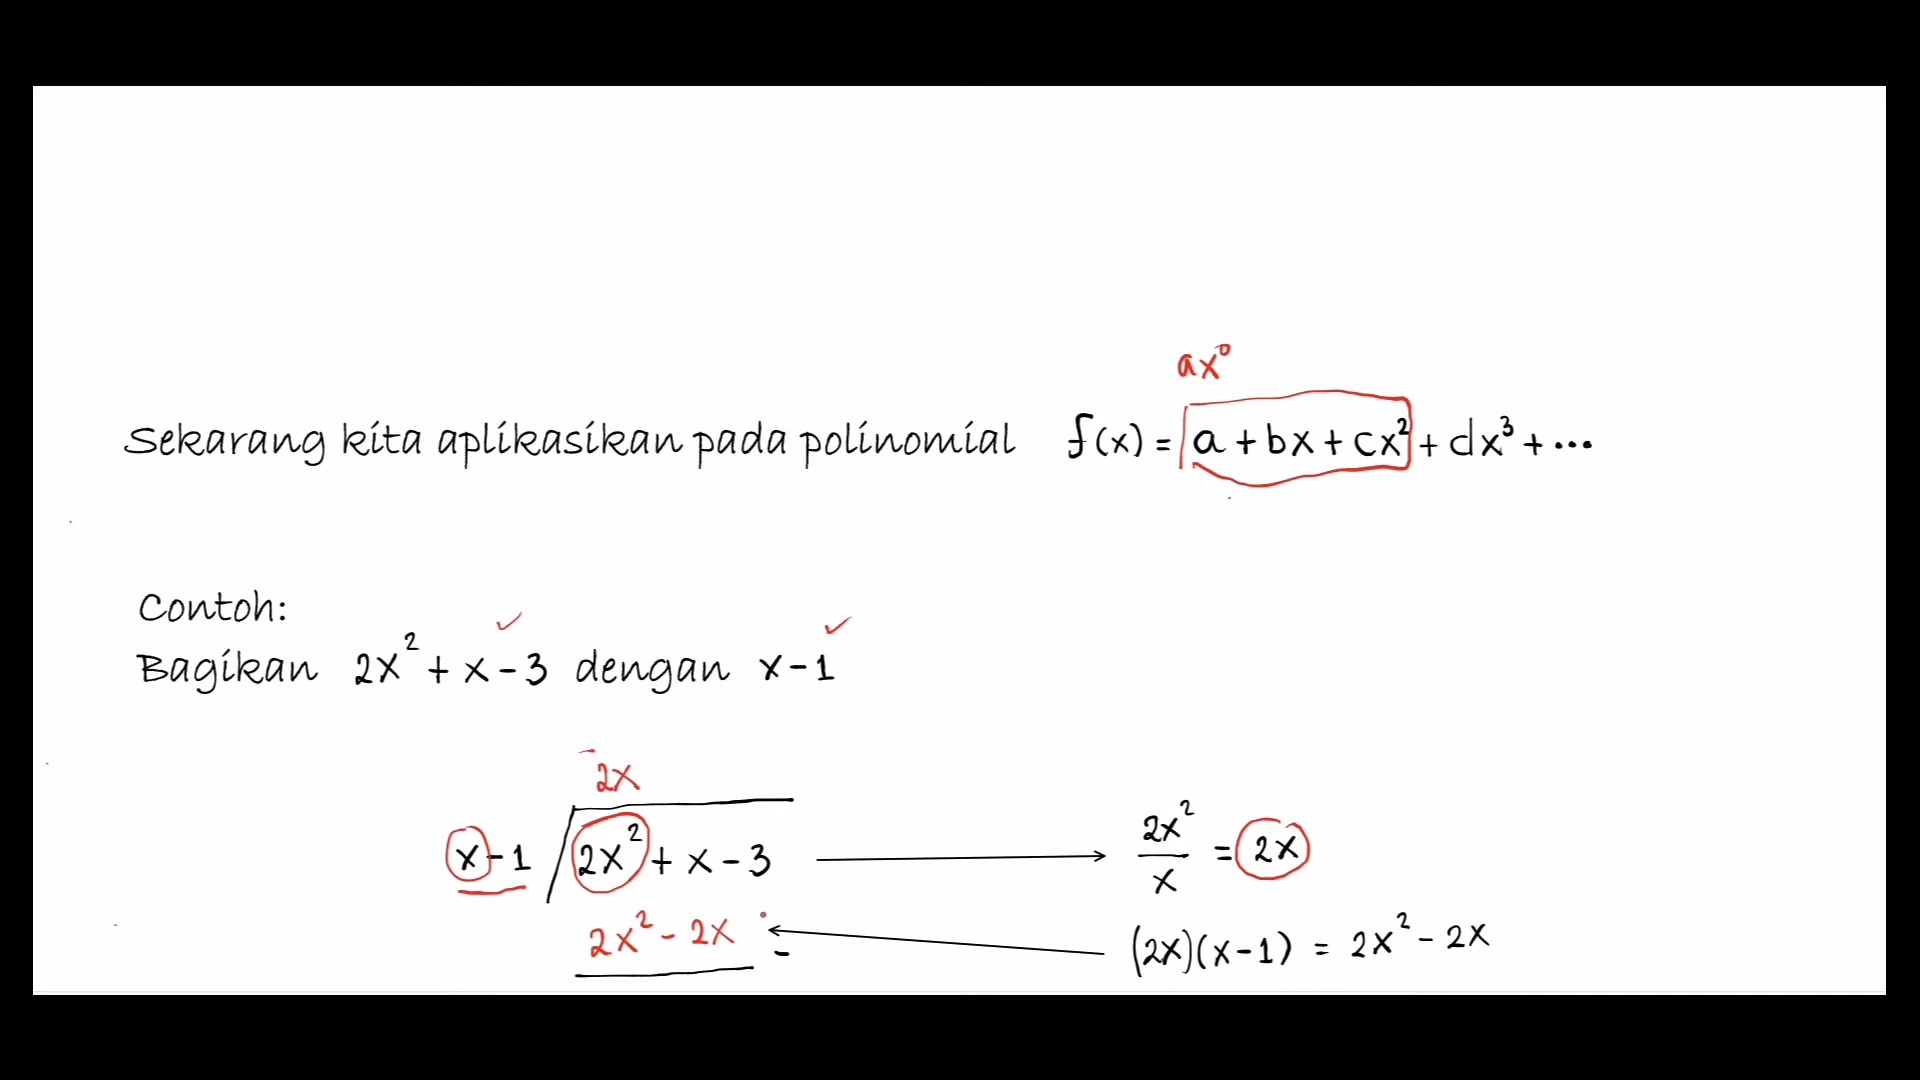 ax⁰
Sekarang kita aplikasikan pada polinomial f(x) = a + bx + cx² + dx³ + ...
Contoh:
Bagikan 2x² + x - 3 dengan x - 1
2x
x - 1 2x² + x - 3 → 2x²/x = 2x
2x² - 2x - ← (2x)(x - 1) = 2x² - 2x